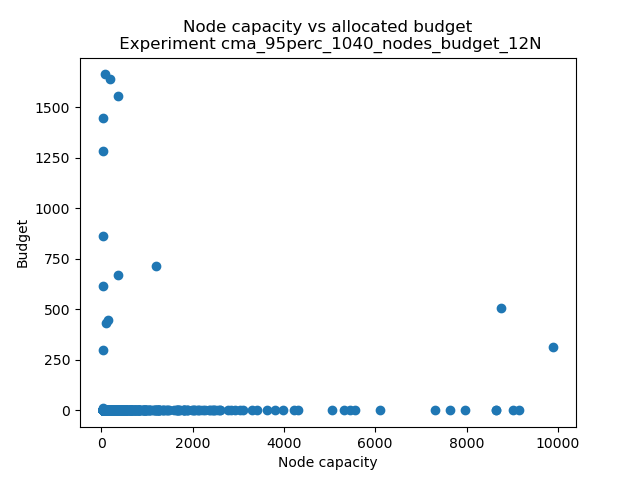 Node capacity vs allocated budget
Experiment cma_95perc_1040_nodes_budget_12N
Budget
1500
1250
1000
750
500
250
0
0 2000 4000 6000 8000 10000
Node capacity